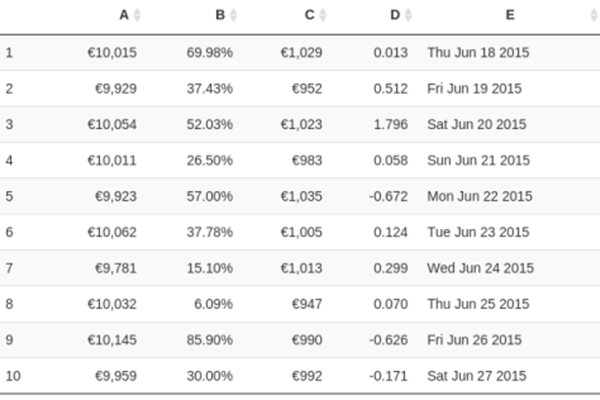 A B C D E
1 €10,015 69.98% €1,029 0.013 Thu Jun 18 2015
2 €9,929 37.43% €952 0.512 Fri Jun 19 2015
3 €10,054 52.03% €1,023 1.796 Sat Jun 20 2015
4 €10,011 26.50% €983 0.058 Sun Jun 21 2015
5 €9,923 57.00% €1,035 -0.672 Mon Jun 22 2015
6 €10,062 37.78% €1,005 0.124 Tue Jun 23 2015
7 €9,781 15.10% €1,013 0.299 Wed Jun 24 2015
8 €10,032 6.09% €947 0.070 Thu Jun 25 2015
9 €10,145 85.90% €990 -0.626 Fri Jun 26 2015
10 €9,959 30.00% €992 -0.171 Sat Jun 27 2015